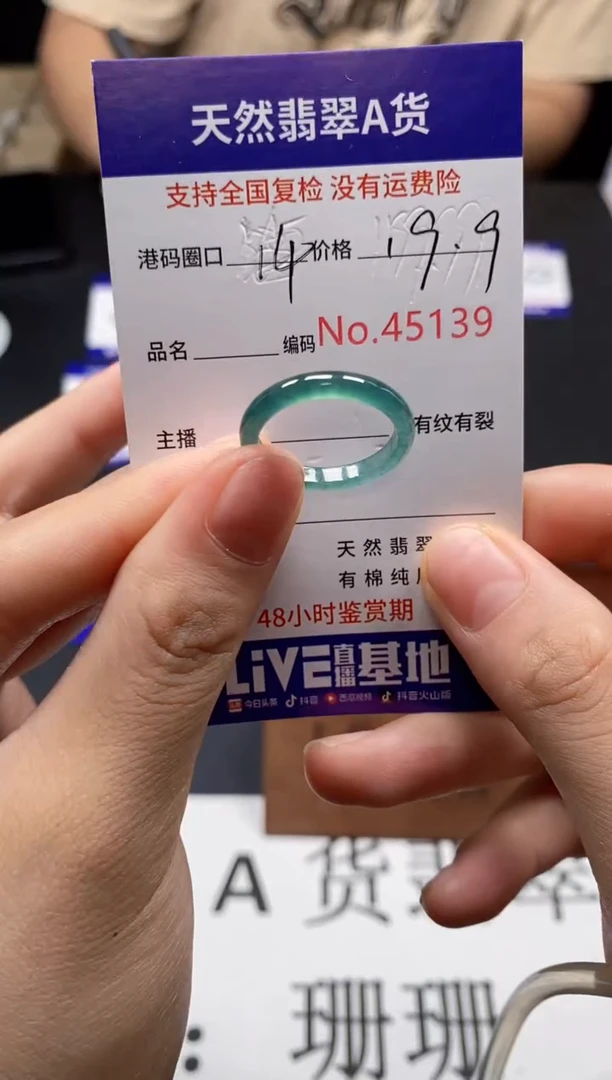 天然翡翠A货
支持全国复检 没有运费险
港码圈口 14 价格 19.9
品名 编码 No.45139
主播 有纹有裂
天然翡翠
有棉纯
48小时鉴赏期
LiVE直播基地
今日头条 抖音 西瓜视频 抖音火山版
A 货翡翠
珊珊